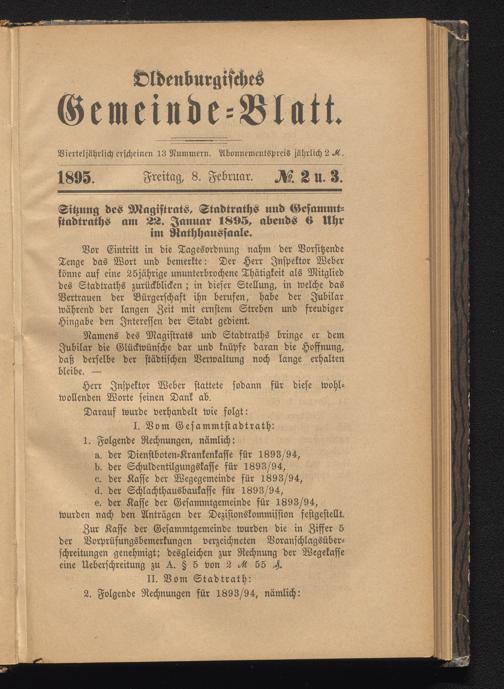 Oldenburgisches
Gemeinde=Blatt.
Vierteljährlich erscheinen 13 Nummern. Abonnementspreis jährlich 2 ℳ.
1895. Freitag, 8. Februar. №. 2 u. 3.
Sitzung des Magistrats, Stadtraths und Gesammt-
stadtraths am 22. Januar 1895, abends 6 Uhr
im Rathhaussaale.
Vor Eintritt in die Tagesordnung nahm der Vorsitzende
Tenge das Wort und bemerkte: Der Herr Inspektor Weber
könne auf eine 25jährige ununterbrochene Thätigkeit als Mitglied
des Stadtraths zurückblicken; in dieser Stellung, in welche das
Vertrauen der Bürgerschaft ihn berufen, habe der Jubilar
während der langen Zeit mit ernstem Streben und freudiger
Hingabe den Interessen der Stadt gedient.
Namens des Magistrats und Stadtraths bringe er dem
Jubilar die Glückwünsche dar und knüpfe daran die Hoffnung,
daß derselbe der städtischen Verwaltung noch lange erhalten
bleibe. —
Herr Inspektor Weber stattete sodann für diese wohl-
wollenden Worte seinen Dank ab.
Darauf wurde verhandelt wie folgt:
I. Vom Gesammtstadtrath:
1. Folgende Rechnungen, nämlich:
a. der Dienstboten-Krankenkasse für 1893/94,
b. der Schuldentilgungskasse für 1893/94,
c. der Kasse der Wegegemeinde für 1893/94,
d. der Schlachthausbaukasse für 1893/94,
e. der Kasse der Gesammtgemeinde für 1893/94,
wurden nach den Anträgen der Dezisionskommission festgestellt.
Zur Kasse der Gesammtgemeinde wurden die in Ziffer 5
der Vorprüfungsbemerkungen verzeichneten Voranschlagsüber-
schreitungen genehmigt; desgleichen zur Rechnung der Wegekasse
eine Ueberschreitung zu A. § 5 von 2 ℳ 55 ₰.
II. Vom Stadtrath:
2. Folgende Rechnungen für 1893/94, nämlich: